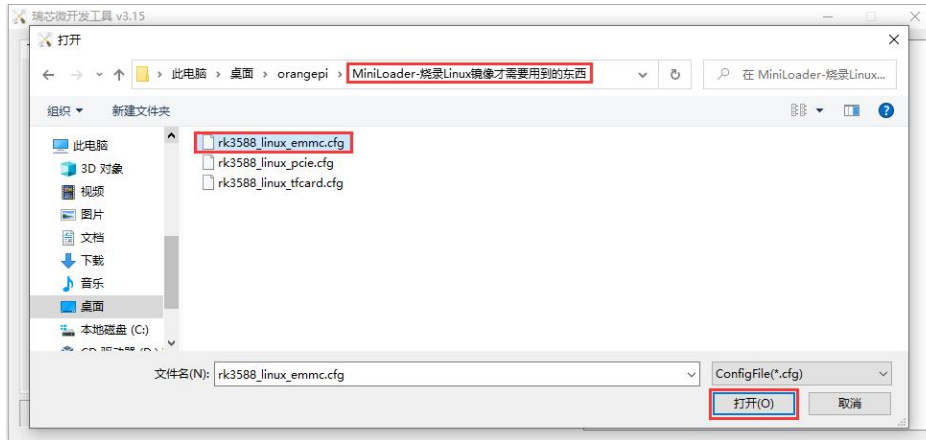 瑞芯微开发工具 v3.15
打开
此电脑 > 桌面 > orangepi > MiniLoader-烧录Linux镜像才需要用到的东西
在 MiniLoader-烧录Linux...
组织 新建文件夹
此电脑
3D 对象
视频
图片
文档
下载
音乐
桌面
本地磁盘 (C:)
rk3588_linux_emmc.cfg
rk3588_linux_pcie.cfg
rk3588_linux_tfcard.cfg
文件名(N): rk3588_linux_emmc.cfg
ConfigFile(*.cfg)
打开(O) 取消